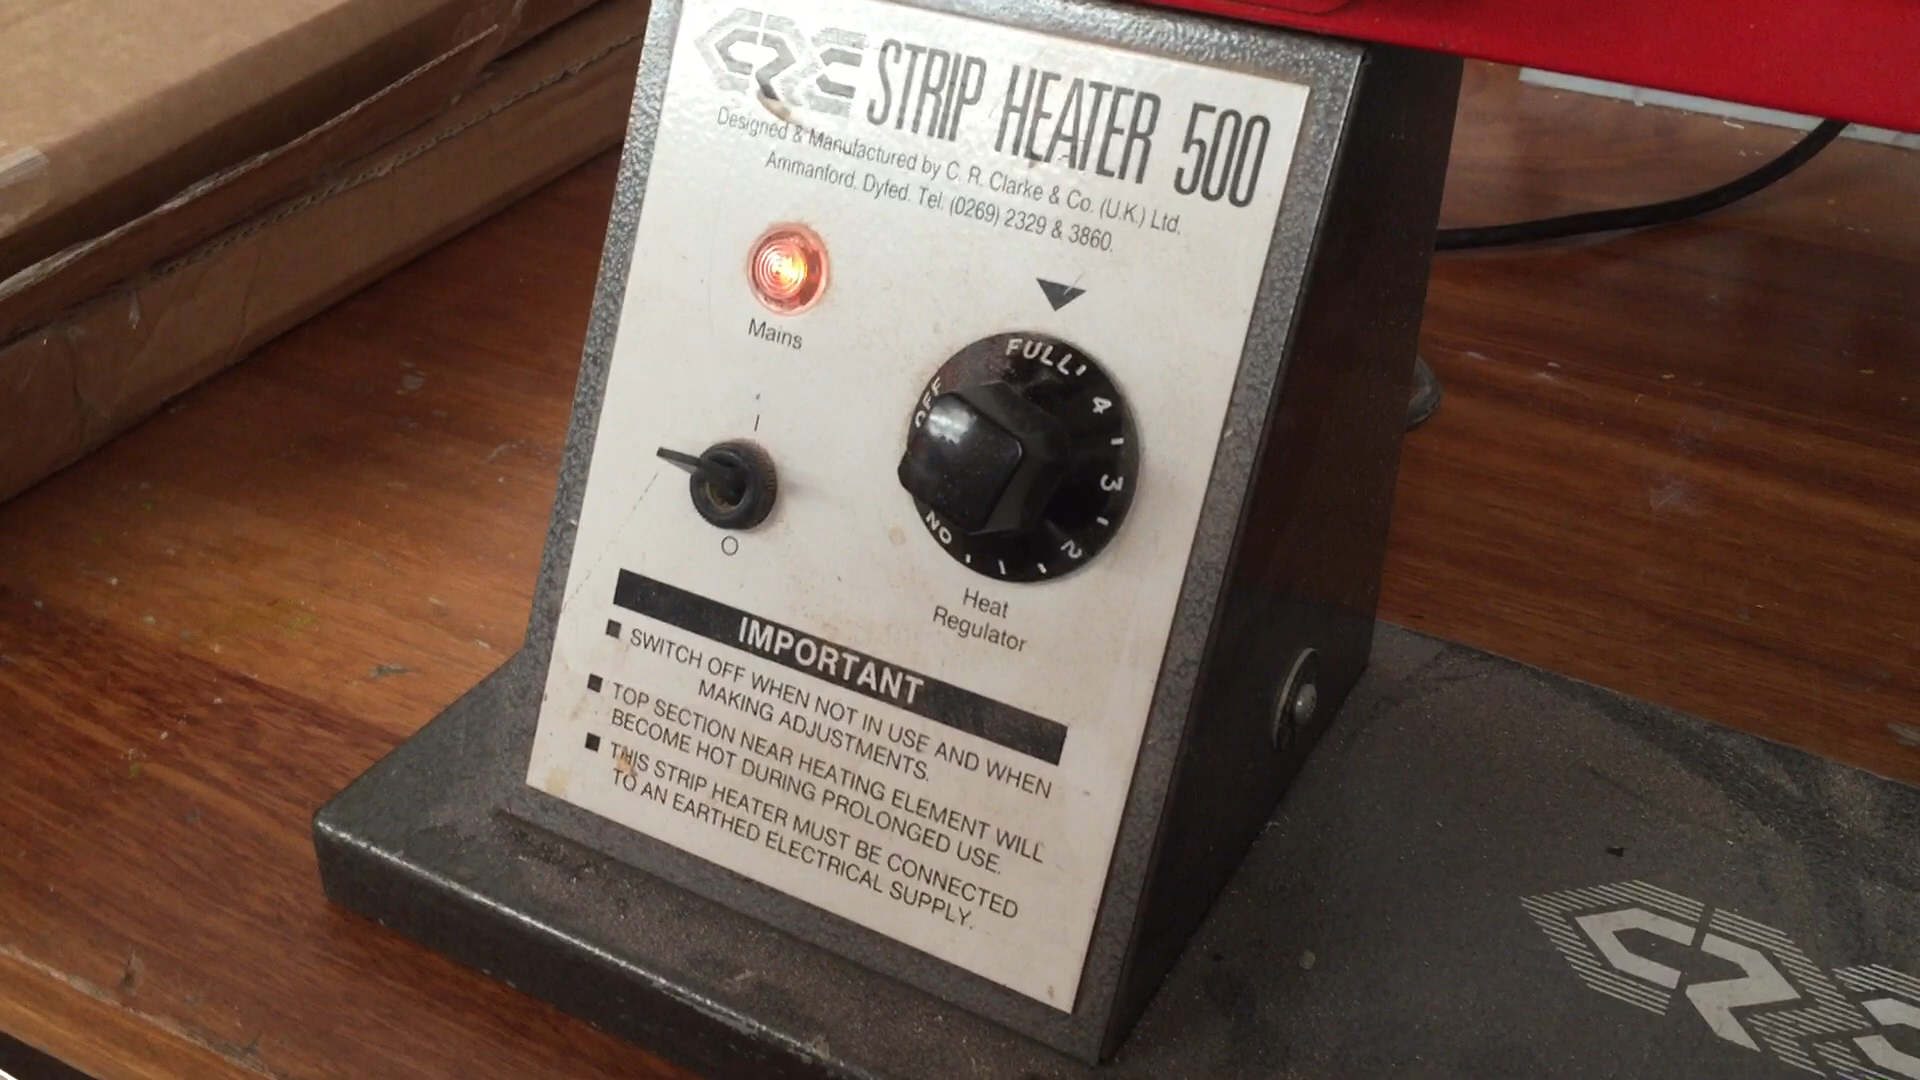 CRC STRIP HEATER 500
Designed & Manufactured by C. R. Clarke & Co. (U.K.) Ltd.
Ammanford. Dyfed. Tel. (0269) 2329 & 3860.
Mains
I
O
FULL
4
3
2
ON
OFF
Heat
Regulator
IMPORTANT
SWITCH OFF WHEN NOT IN USE AND WHEN
MAKING ADJUSTMENTS.
TOP SECTION NEAR HEATING ELEMENT WILL
BECOME HOT DURING PROLONGED USE.
THIS STRIP HEATER MUST BE CONNECTED
TO AN EARTHED ELECTRICAL SUPPLY.